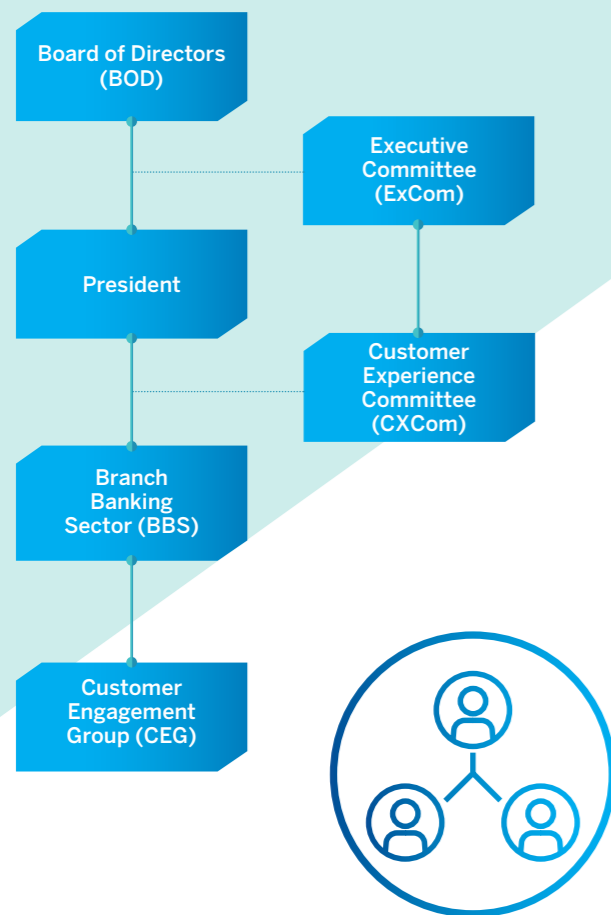 Board of Directors
(BOD)
Executive
Committee
(ExCom)
President
Customer
Experience
Committee
(CXCom)
Branch
Banking
Sector (BBS)
Customer
Engagement
Group (CEG)